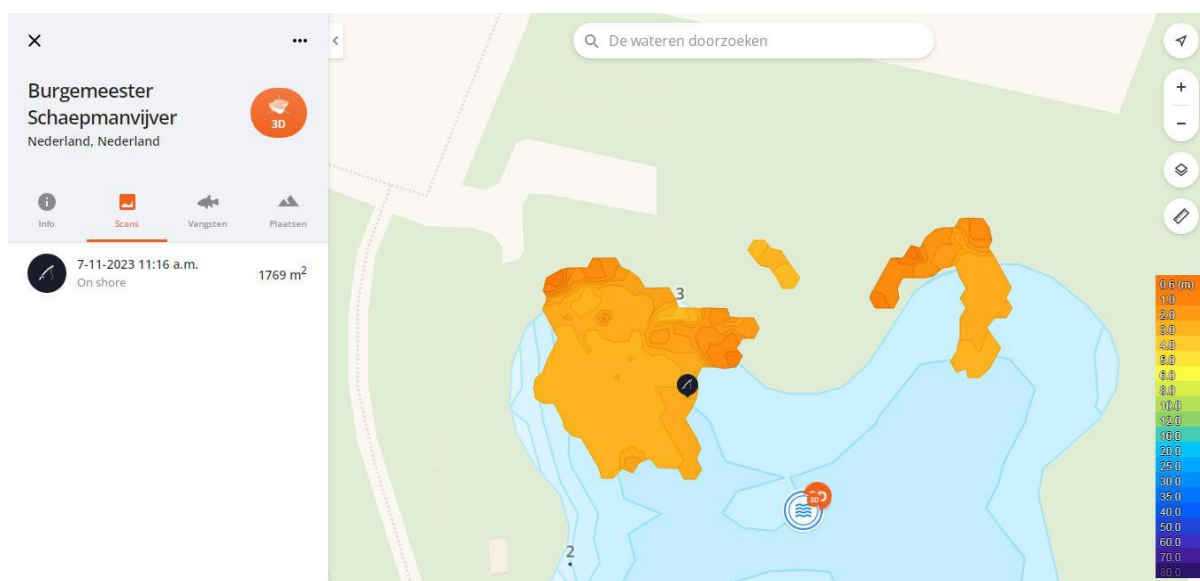 Burgemeester
Schaepmanvijver
Nederland, Nederland
3D
Info
Scans
Vangsten
Plaatsen
7-11-2023 11:16 a.m.
On shore
1769 m²
De wateren doorzoeken
3
2
3D
0.6 (m)
1.0
2.0
3.0
4.0
5.0
6.0
8.0
10.0
12.0
16.0
20.0
25.0
30.0
35.0
40.0
50.0
60.0
70.0
80.0